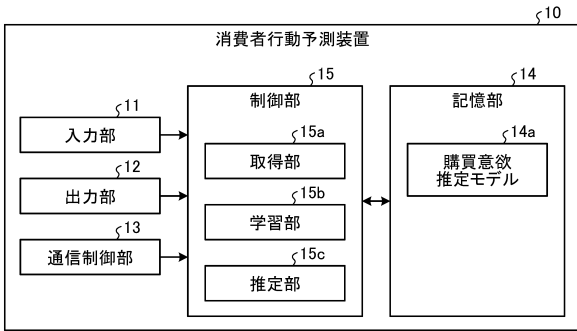 10
消費者行動予測装置
11
入力部
12
出力部
13
通信制御部
15
制御部
15a
取得部
15b
学習部
15c
推定部
14
記憶部
14a
購買意欲
推定モデル